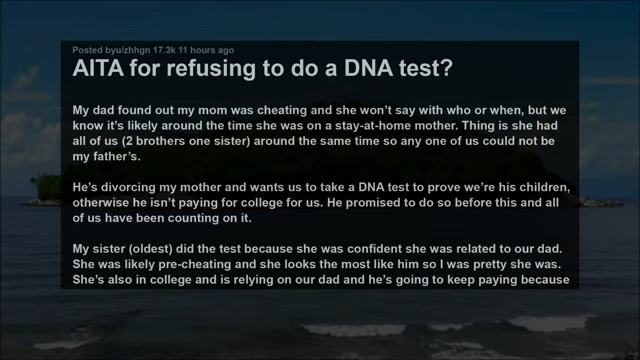 Posted byu/zhhgn 17.3k 11 hours ago
AITA for refusing to do a DNA test?
My dad found out my mom was cheating and she won't say with who or when, but we
know it's likely around the time she was on a stay-at-home mother. Thing is she had
all of us (2 brothers one sister) around the same time so any one of us could not be
my father's.
He's divorcing my mother and wants us to take a DNA test to prove we're his children,
otherwise he isn't paying for college for us. He promised to do so before this and all
of us have been counting on it.
My sister (oldest) did the test because she was confident she was related to our dad.
She was likely pre-cheating and she looks the most like him so I was pretty she was.
She's also in college and is relying on our dad and he's going to keep paying because